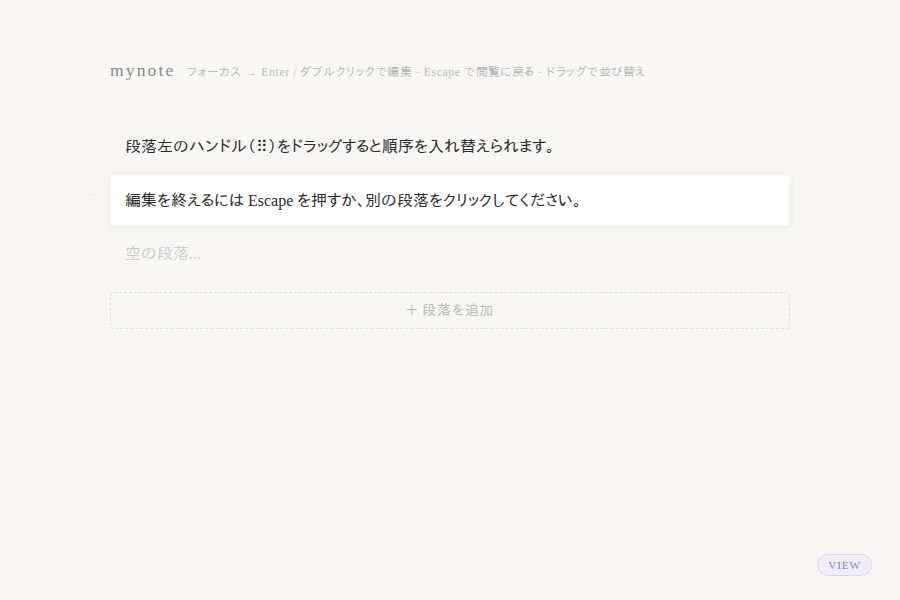 mynote フォーカス → Enter / ダブルクリックで編集 · Escape で閲覧に戻る · ドラッグで並び替え
段落左のハンドル(⠿)をドラッグすると順序を入れ替えられます。
編集を終えるには Escape を押すか、別の段落をクリックしてください。
空の段落...
＋ 段落を追加
VIEW